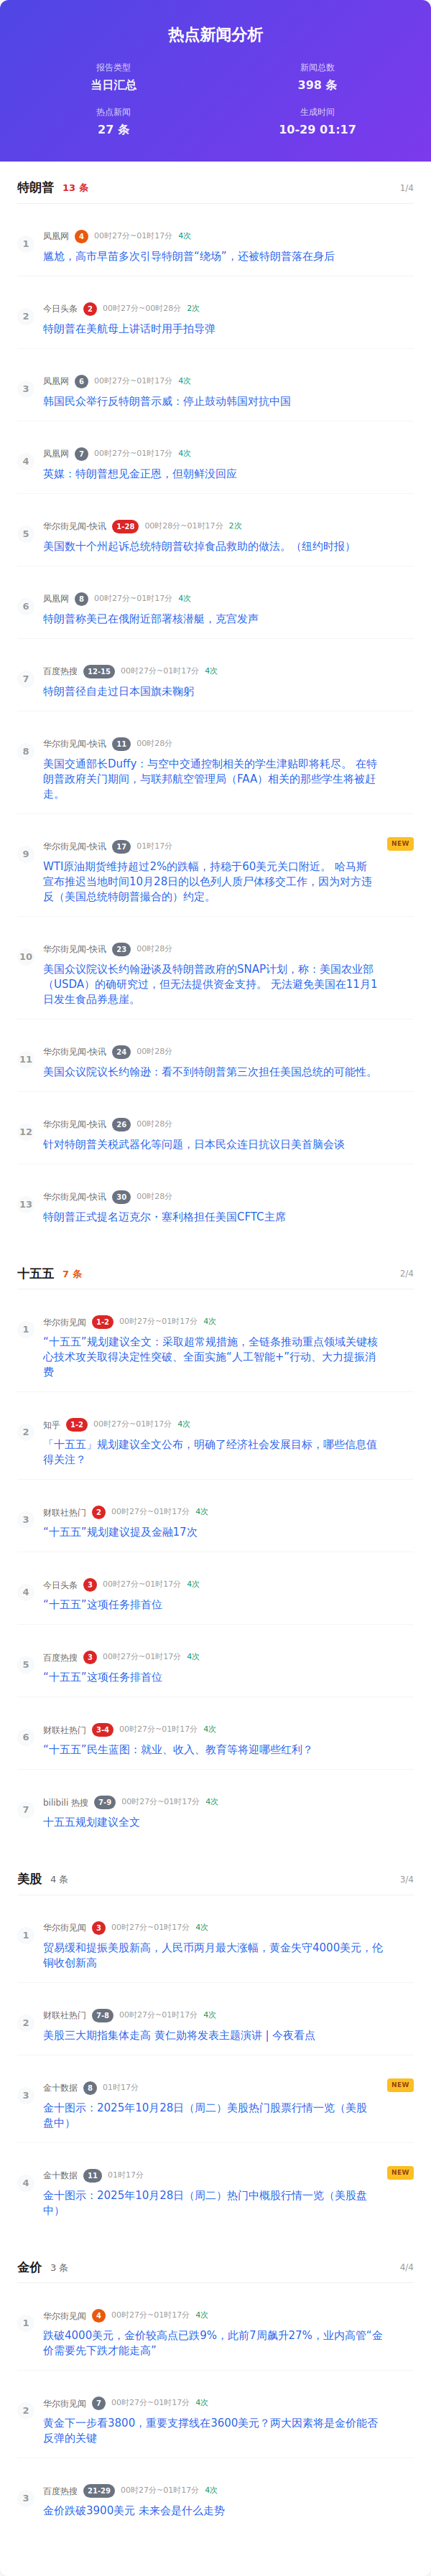 热点新闻分析
报告类型
当日汇总
新闻总数
398 条
热点新闻
27 条
生成时间
10-29 01:17
特朗普 13 条 1/4
1
凤凰网 4 00时27分~01时17分 4次
尴尬，高市早苗多次引导特朗普“绕场”，还被特朗普落在身后
2
今日头条 2 00时27分~00时28分 2次
特朗普在美航母上讲话时用手拍导弹
3
凤凰网 6 00时27分~01时17分 4次
韩国民众举行反特朗普示威：停止鼓动韩国对抗中国
4
凤凰网 7 00时27分~01时17分 4次
英媒：特朗普想见金正恩，但朝鲜没回应
5
华尔街见闻-快讯 1-28 00时28分~01时17分 2次
美国数十个州起诉总统特朗普砍掉食品救助的做法。（纽约时报）
6
凤凰网 8 00时27分~01时17分 4次
特朗普称美已在俄附近部署核潜艇，克宫发声
7
百度热搜 12-15 00时27分~01时17分 4次
特朗普径自走过日本国旗未鞠躬
8
华尔街见闻-快讯 11 00时28分
美国交通部长Duffy：与空中交通控制相关的学生津贴即将耗尽。 在特
朗普政府关门期间，与联邦航空管理局（FAA）相关的那些学生将被赶
走。
9
华尔街见闻-快讯 17 01时17分 NEW
WTI原油期货维持超过2%的跌幅，持稳于60美元关口附近。 哈马斯
宣布推迟当地时间10月28日的以色列人质尸体移交工作，因为对方违
反（美国总统特朗普撮合的）约定。
10
华尔街见闻-快讯 23 00时28分
美国众议院议长约翰逊谈及特朗普政府的SNAP计划，称：美国农业部
（USDA）的确研究过，但无法提供资金支持。 无法避免美国在11月1
日发生食品券悬崖。
11
华尔街见闻-快讯 24 00时28分
美国众议院议长约翰逊：看不到特朗普第三次担任美国总统的可能性。
12
华尔街见闻-快讯 26 00时28分
针对特朗普关税武器化等问题，日本民众连日抗议日美首脑会谈
13
华尔街见闻-快讯 30 00时28分
特朗普正式提名迈克尔・塞利格担任美国CFTC主席
十五五 7 条 2/4
1
华尔街见闻 1-2 00时27分~01时17分 4次
“十五五”规划建议全文：采取超常规措施，全链条推动重点领域关键核
心技术攻关取得决定性突破、全面实施“人工智能+”行动、大力提振消
费
2
知乎 1-2 00时27分~01时17分 4次
「十五五」规划建议全文公布，明确了经济社会发展目标，哪些信息值
得关注？
3
财联社热门 2 00时27分~01时17分 4次
“十五五”规划建议提及金融17次
4
今日头条 3 00时27分~01时17分 4次
“十五五”这项任务排首位
5
百度热搜 3 00时27分~01时17分 4次
“十五五”这项任务排首位
6
财联社热门 3-4 00时27分~01时17分 4次
“十五五”民生蓝图：就业、收入、教育等将迎哪些红利？
7
bilibili 热搜 7-9 00时27分~01时17分 4次
十五五规划建议全文
美股 4 条 3/4
1
华尔街见闻 3 00时27分~01时17分 4次
贸易缓和提振美股新高，人民币两月最大涨幅，黄金失守4000美元，伦
铜收创新高
2
财联社热门 7-8 00时27分~01时17分 4次
美股三大期指集体走高 黄仁勋将发表主题演讲 | 今夜看点
3
金十数据 8 01时17分 NEW
金十图示：2025年10月28日（周二）美股热门股票行情一览（美股
盘中）
4
金十数据 11 01时17分 NEW
金十图示：2025年10月28日（周二）热门中概股行情一览（美股盘
中）
金价 3 条 4/4
1
华尔街见闻 4 00时27分~01时17分 4次
跌破4000美元，金价较高点已跌9%，此前7周飙升27%，业内高管“金
价需要先下跌才能走高”
2
华尔街见闻 7 00时27分~01时17分 4次
黄金下一步看3800，重要支撑线在3600美元？两大因素将是金价能否
反弹的关键
3
百度热搜 21-29 00时27分~01时17分 4次
金价跌破3900美元 未来会是什么走势